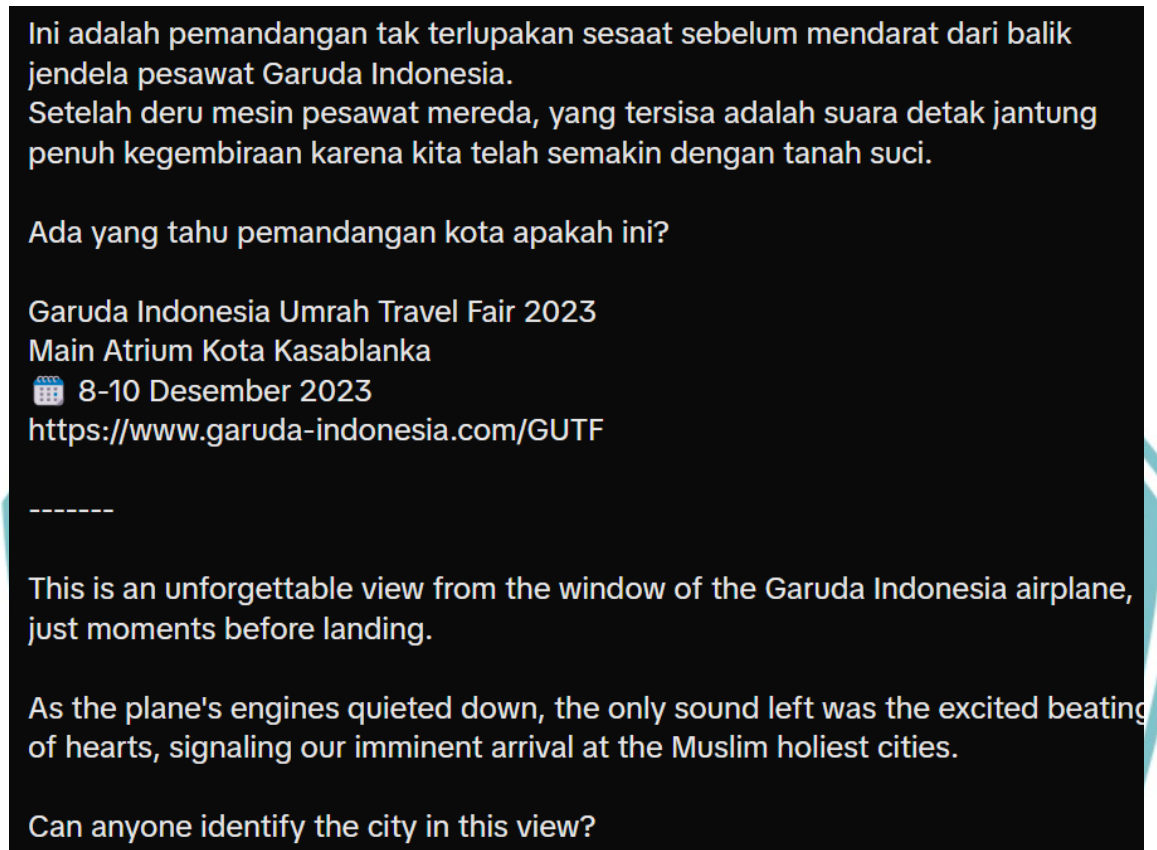 Ini adalah pemandangan tak terlupakan sesaat sebelum mendarat dari balik
jendela pesawat Garuda Indonesia.
Setelah deru mesin pesawat mereda, yang tersisa adalah suara detak jantung
penuh kegembiraan karena kita telah semakin dengan tanah suci.
Ada yang tahu pemandangan kota apakah ini?
Garuda Indonesia Umrah Travel Fair 2023
Main Atrium Kota Kasablanka
🗓️ 8-10 Desember 2023
https://www.garuda-indonesia.com/GUTF
-------
This is an unforgettable view from the window of the Garuda Indonesia airplane,
just moments before landing.
As the plane's engines quieted down, the only sound left was the excited beating
of hearts, signaling our imminent arrival at the Muslim holiest cities.
Can anyone identify the city in this view?